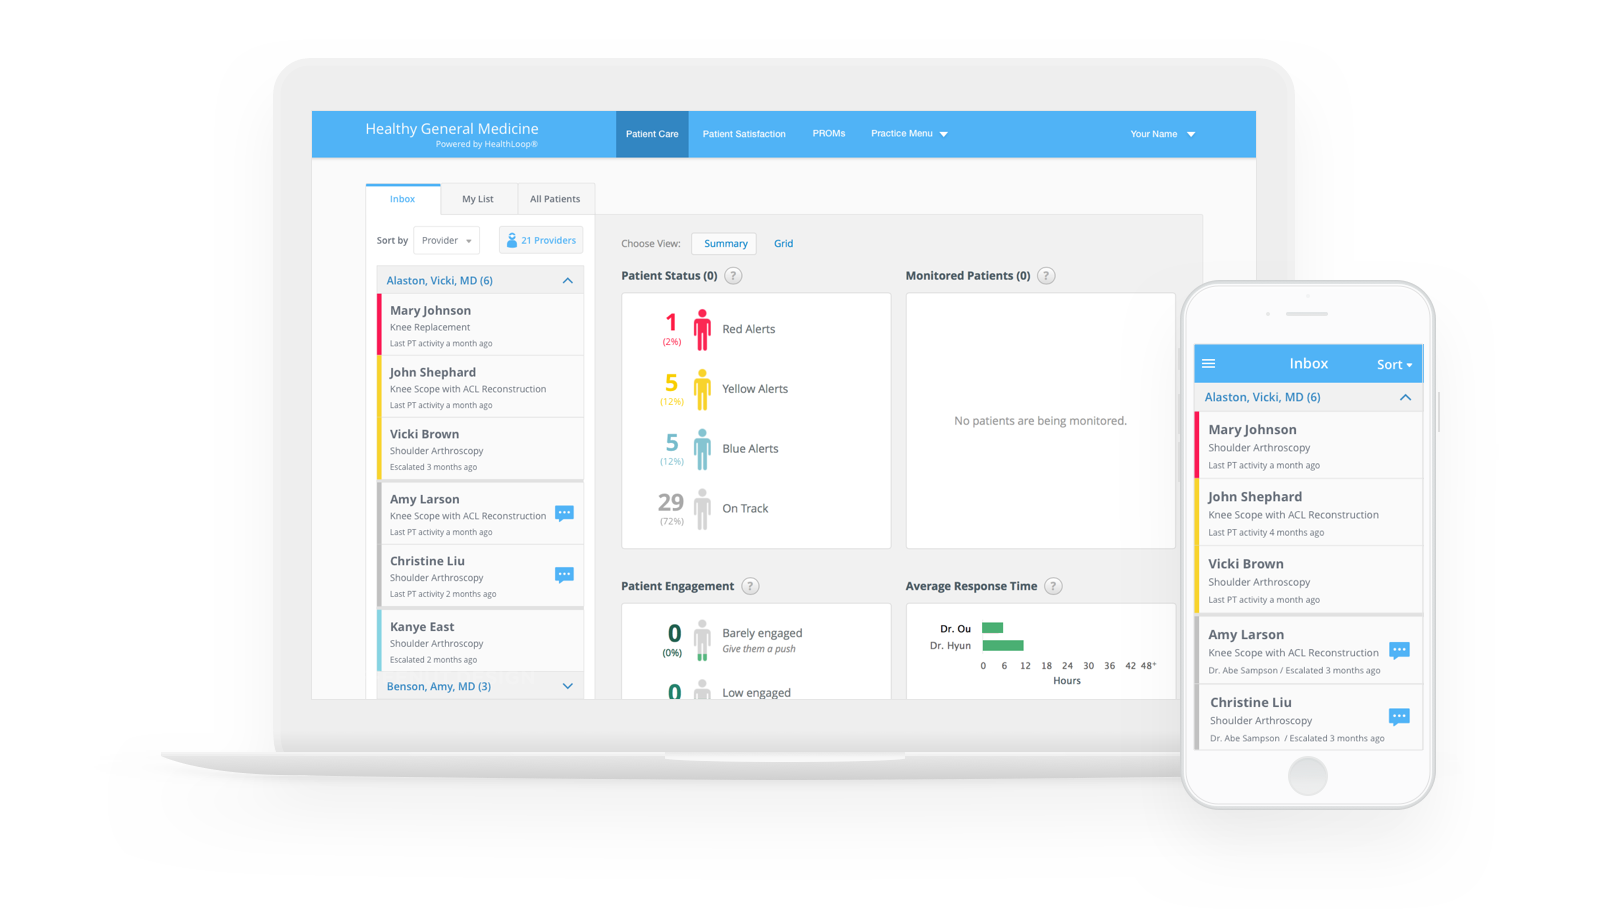 Healthy General Medicine
Powered by HealthLoop®
Patient Care
Patient Satisfaction
PROMs
Practice Menu
Your Name
Inbox
My List
All Patients
Sort by
Provider
21 Providers
Alaston, Vicki, MD (6)
Mary Johnson
Knee Replacement
Last PT activity a month ago
John Shephard
Knee Scope with ACL Reconstruction
Last PT activity a month ago
Vicki Brown
Shoulder Arthroscopy
Escalated 3 months ago
Amy Larson
Knee Scope with ACL Reconstruction
Last PT activity a month ago
Christine Liu
Shoulder Arthroscopy
Last PT activity 2 months ago
Kanye East
Shoulder Arthroscopy
Escalated 2 months ago
Benson, Amy, MD (3)
Choose View:
Summary
Grid
Patient Status (0) ?
1
(2%)
Red Alerts
5
(12%)
Yellow Alerts
5
(12%)
Blue Alerts
29
(72%)
On Track
Monitored Patients (0) ?
No patients are being monitored.
Patient Engagement ?
0
(0%)
Barely engaged
Give them a push
0
Low engaged
Average Response Time ?
Dr. Ou
Dr. Hyun
0 6 12 18 24 30 36 42 48+
Hours
Inbox
Sort
Alaston, Vicki, MD (6)
Mary Johnson
Shoulder Arthroscopy
Last PT activity a month ago
John Shephard
Knee Scope with ACL Reconstruction
Last PT activity 4 months ago
Vicki Brown
Shoulder Arthroscopy
Last PT activity a month ago
Amy Larson
Knee Scope with ACL Reconstruction
Dr. Abe Sampson / Escalated 3 months ago
Christine Liu
Shoulder Arthroscopy
Dr. Abe Sampson / Escalated 3 months ago